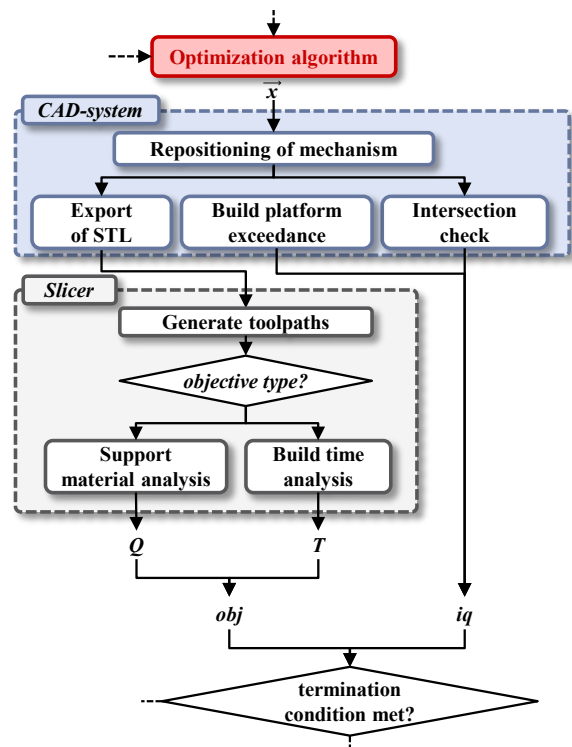 Optimization algorithm
x
CAD-system
Repositioning of mechanism
Export
of STL
Build platform
exceedance
Intersection
check
Slicer
Generate toolpaths
objective type?
Support
material analysis
Build time
analysis
Q
T
obj
iq
termination
condition met?